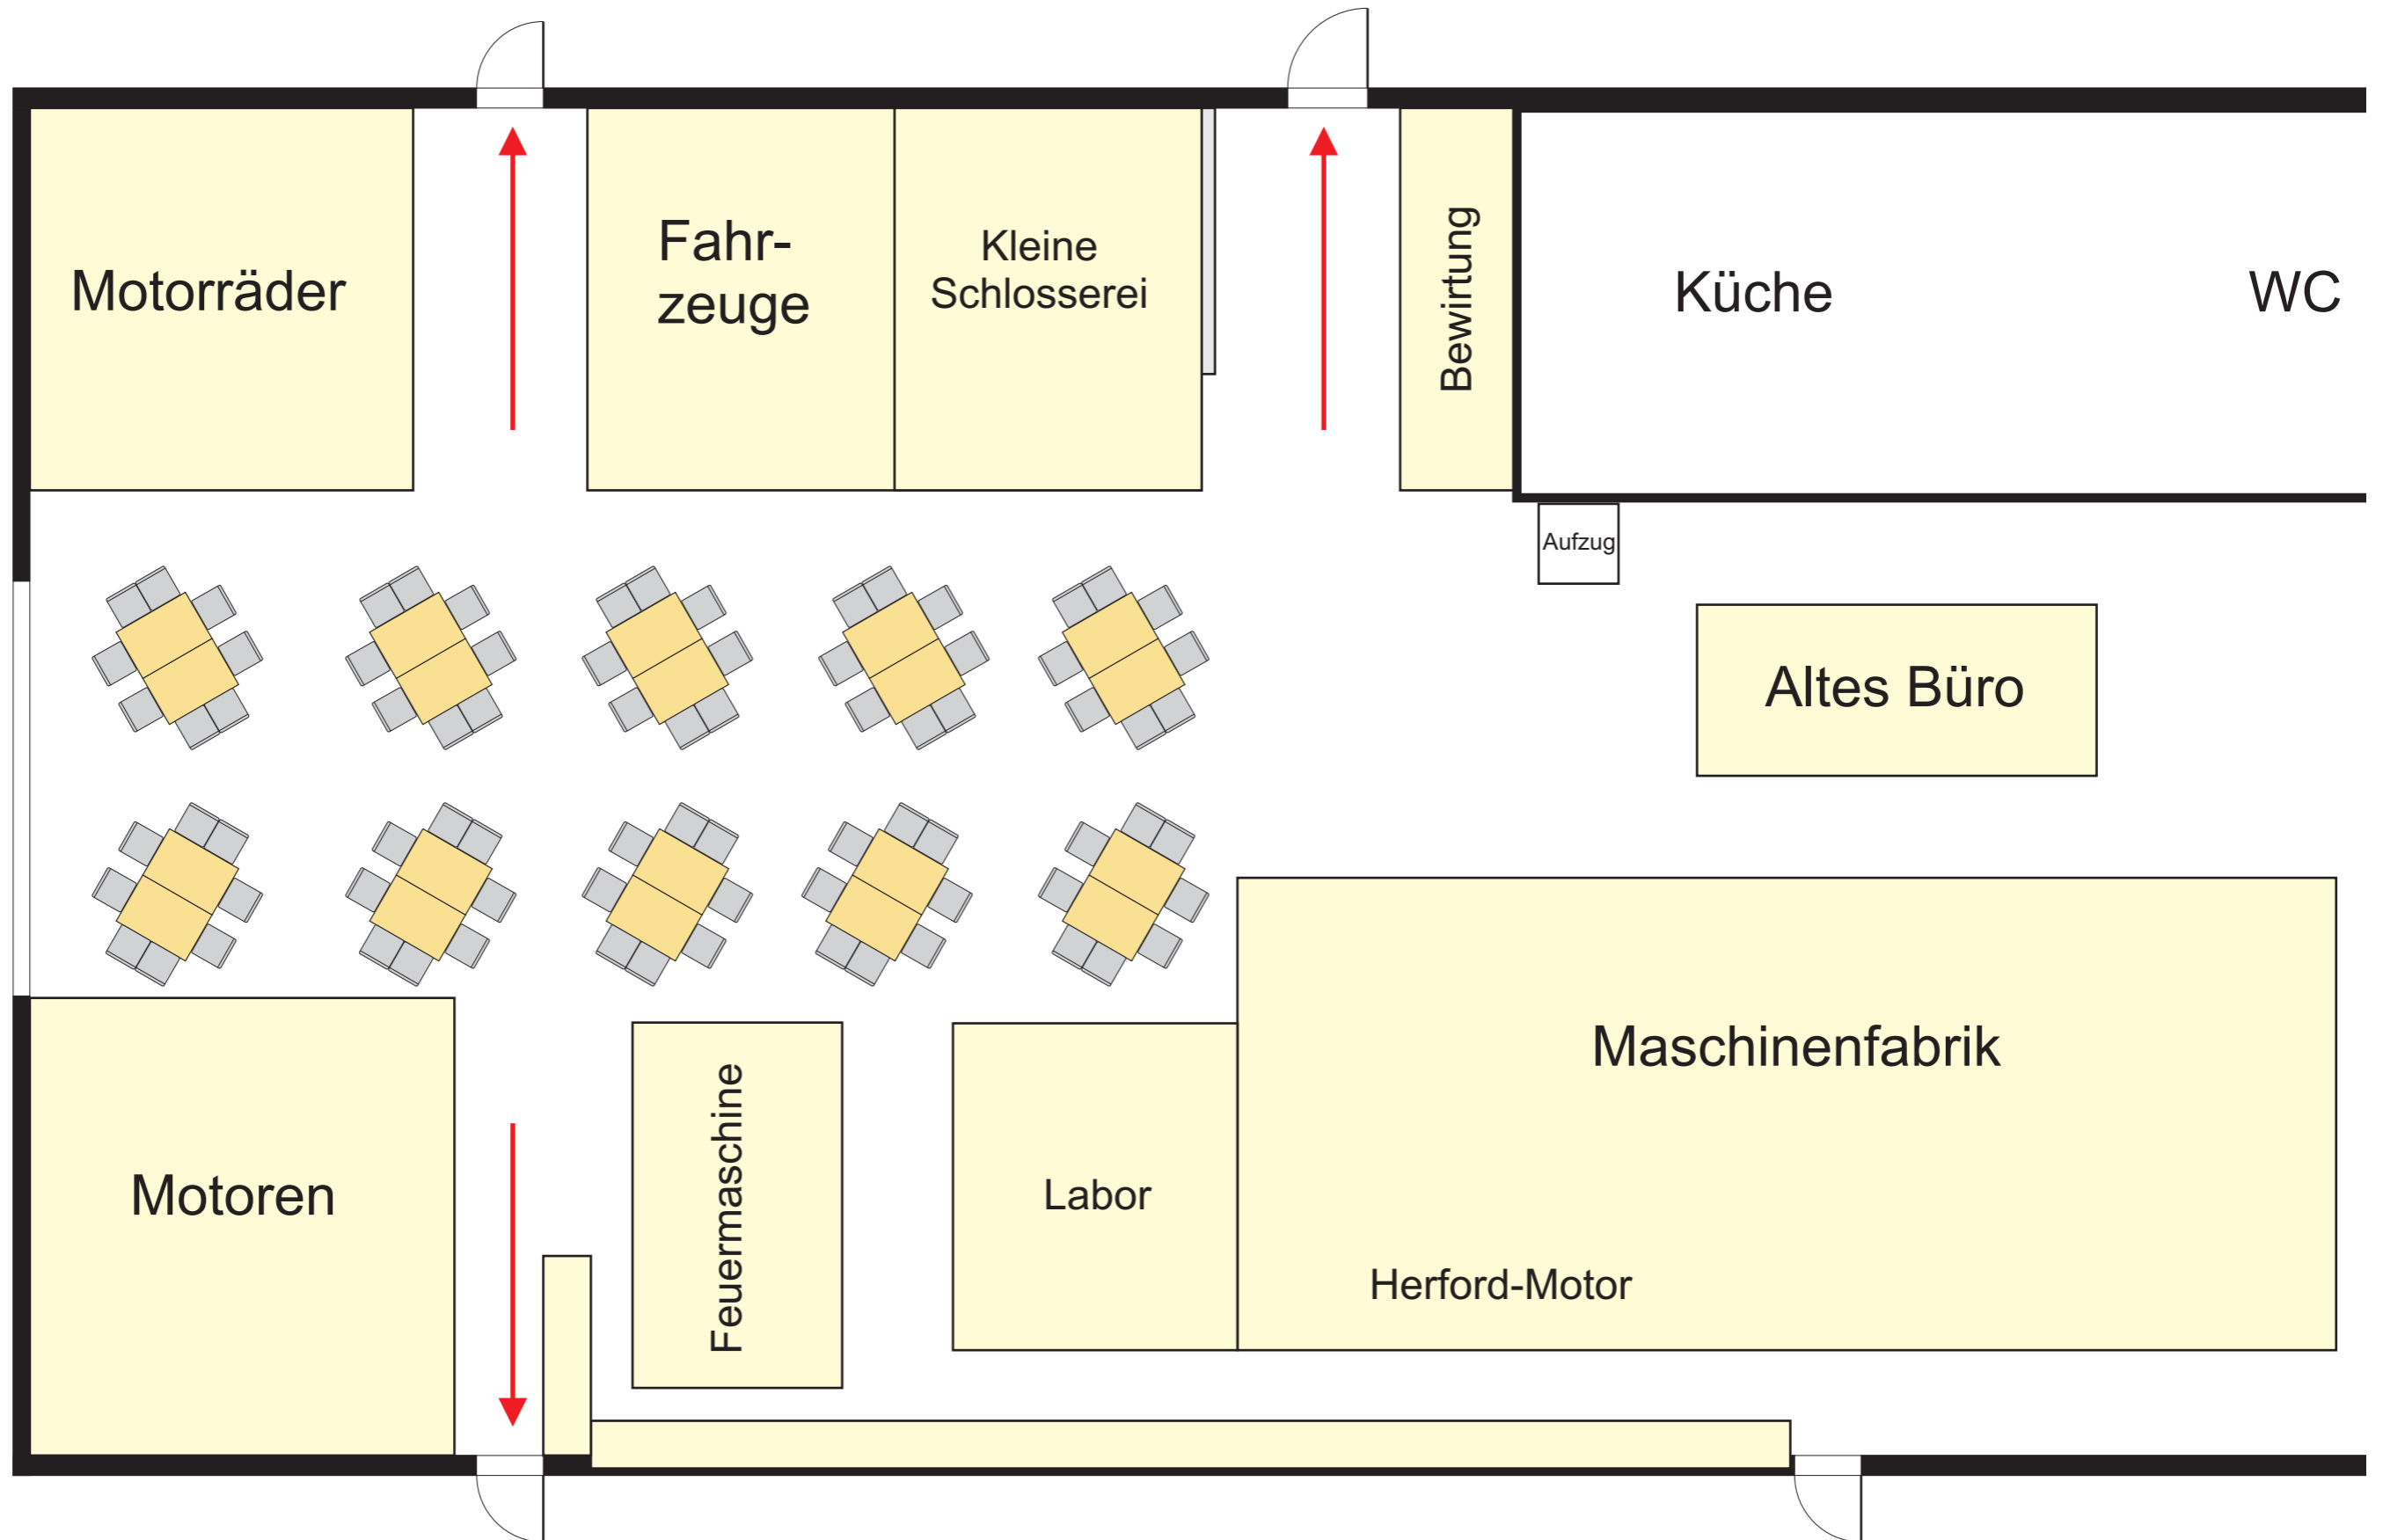 Motorräder
Fahr-
zeuge
Kleine
Schlosserei
Bewirtung
Küche
WC
Aufzug
Altes Büro
Maschinenfabrik
Motoren
Feuermaschine
Labor
Herford-Motor